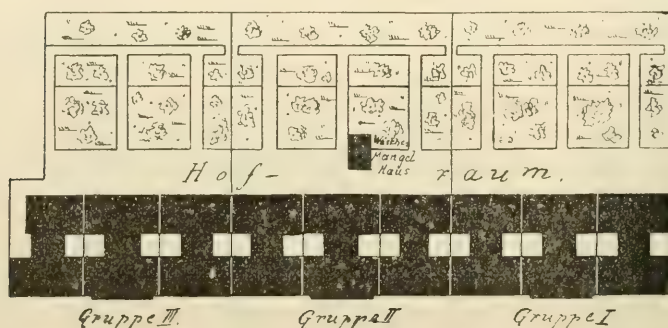 Wäsche
Mangel
Haus
Hof- raum.
Gruppe III. Gruppe II Gruppe I